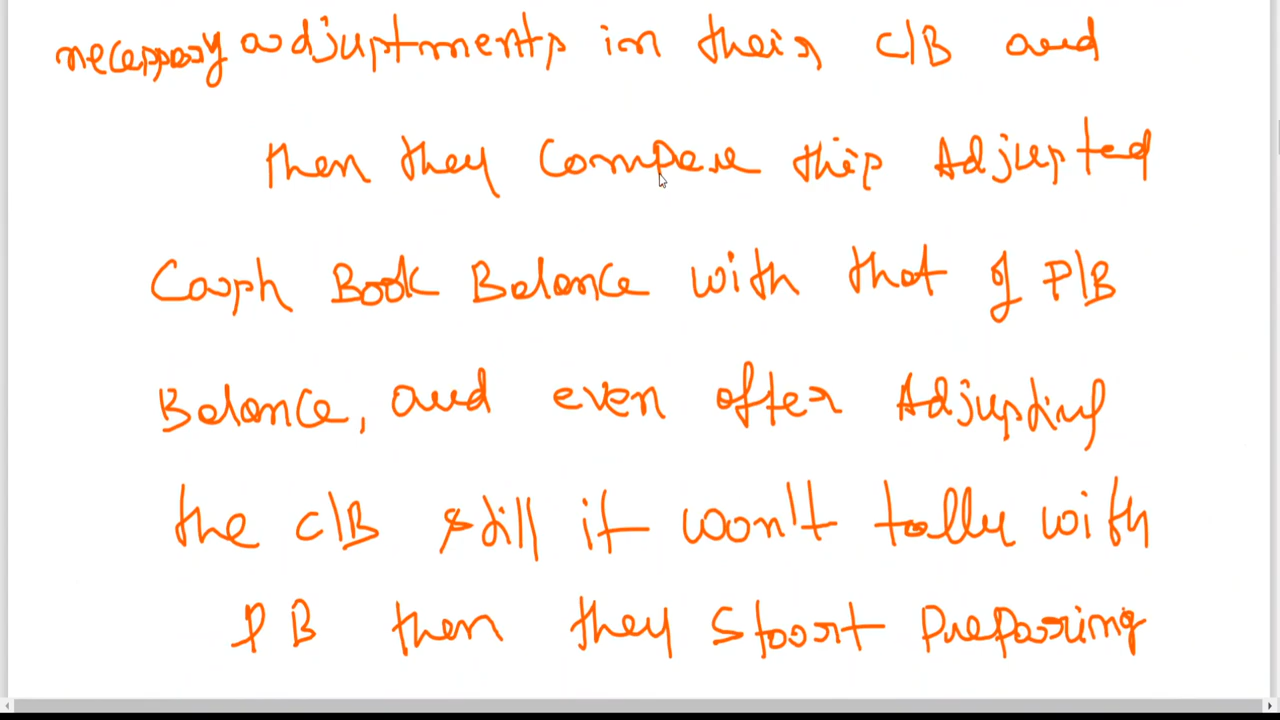 necessary adjustments in their C/B and
then they Compare this Adjusted
Cash Book Balance with that of P/B
Balance, and even after Adjusting
the C/B still it won't tally with
P B then they Start Preparing